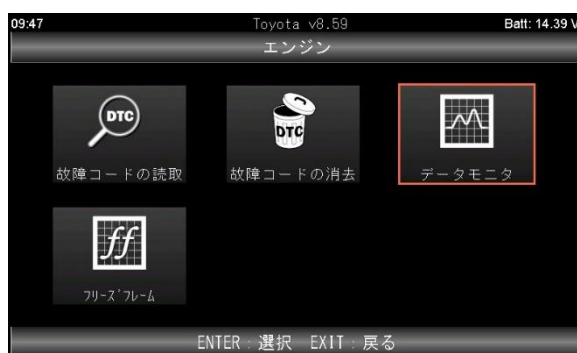 09:47 Toyota v8.59 Batt: 14.39 V
エンジン
DTC
DTC
故障コードの読取 故障コードの消去 データモニタ
ff
フリーズフレーム
ENTER：選択 EXIT：戻る